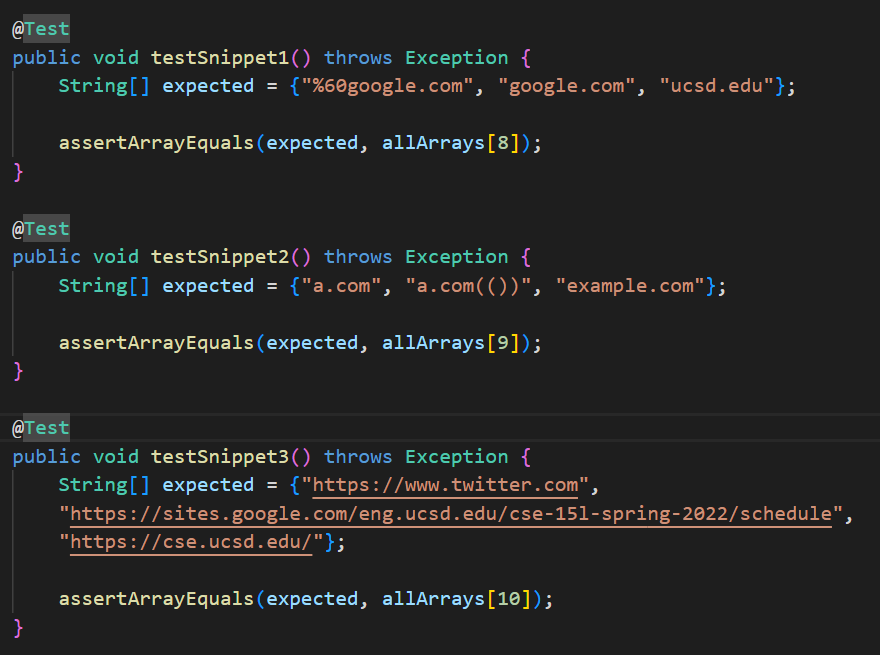 @Test
public void testSnippet1() throws Exception {
    String[] expected = {"%60google.com", "google.com", "ucsd.edu"};

    assertArrayEquals(expected, allArrays[8]);
}

@Test
public void testSnippet2() throws Exception {
    String[] expected = {"a.com", "a.com(())", "example.com"};

    assertArrayEquals(expected, allArrays[9]);
}

@Test
public void testSnippet3() throws Exception {
    String[] expected = {"https://www.twitter.com",
    "https://sites.google.com/eng.ucsd.edu/cse-15l-spring-2022/schedule",
    "https://cse.ucsd.edu/"};

    assertArrayEquals(expected, allArrays[10]);
}